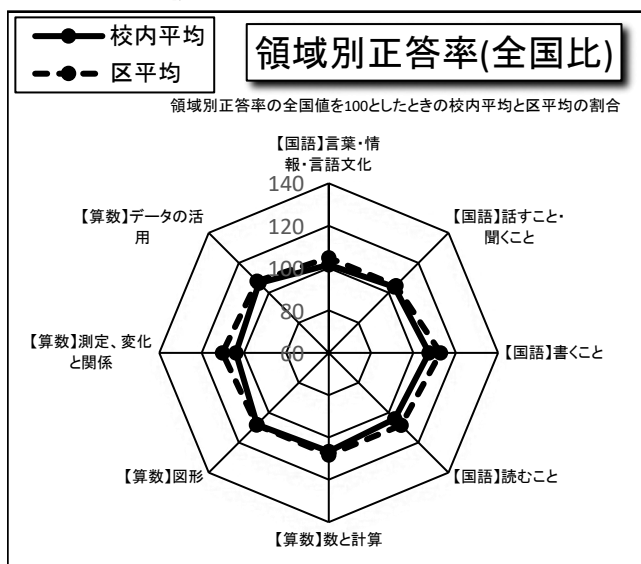 校内平均
区平均
領域別正答率(全国比)
領域別正答率の全国値を100としたときの校内平均と区平均の割合
【国語】言葉・情
報・言語文化
【国語】話すこと・
聞くこと
【国語】書くこと
【国語】読むこと
【算数】数と計算
【算数】図形
【算数】測定、変化
と関係
【算数】データの活
用
140
120
100
80
60